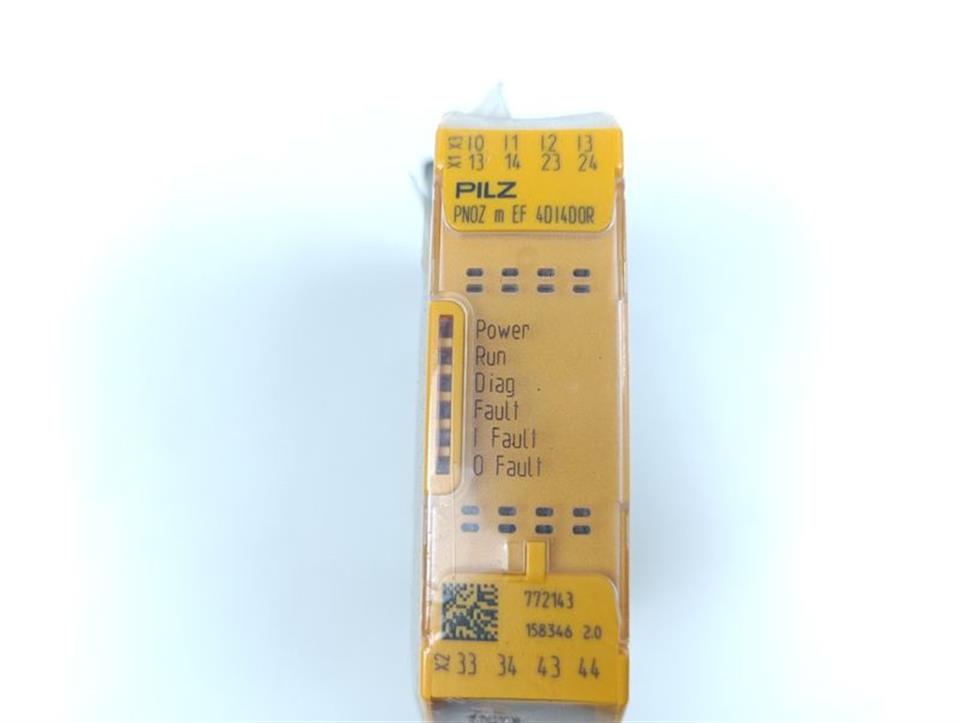 X3 I0 I1 I2 I3
X1 13 14 23 24
PILZ
PNOZ m EF 4DI4DOR
Power
Run
Diag
Fault
I Fault
O Fault
772143
158346 2.0
X2 33 34 43 44